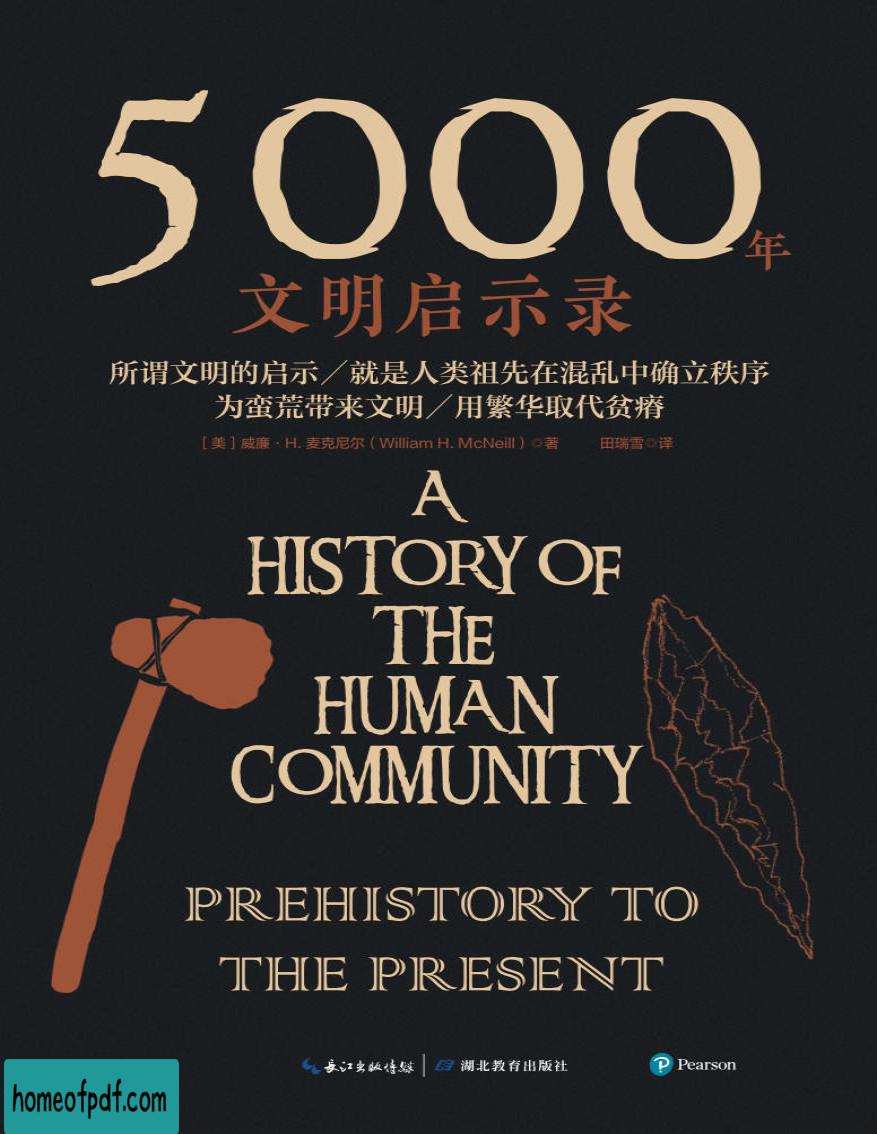 5000年
文明启示录
所谓文明的启示／就是人类祖先在混乱中确立秩序
为蛮荒带来文明／用繁华取代贫瘠
［美］威廉·H. 麦克尼尔（William H. McNeill）◎著 田瑞雪◎译
A
HISTORY OF
THE
HUMAN
COMMUNITY
PREHISTORY TO
THE PRESENT
长江出版传媒 湖北教育出版社 Pearson
homeofpdf.com